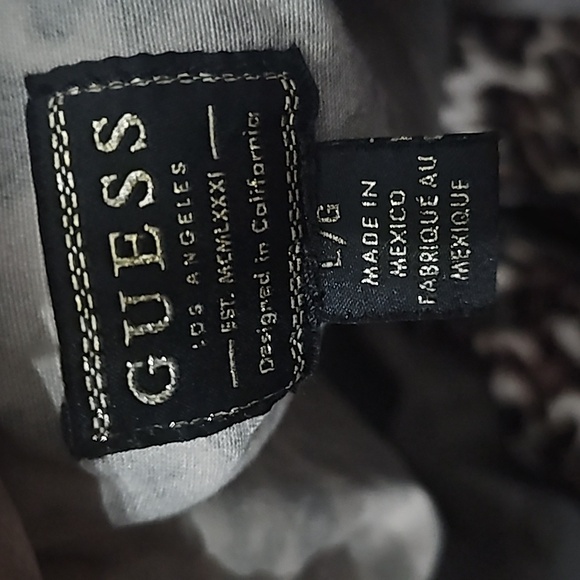 GUESS
LOS ANGELES
EST. MCMLXXXI
Designed in California
L/G
MADE IN
MEXICO
FABRIQUÉ AU
MEXIQUE